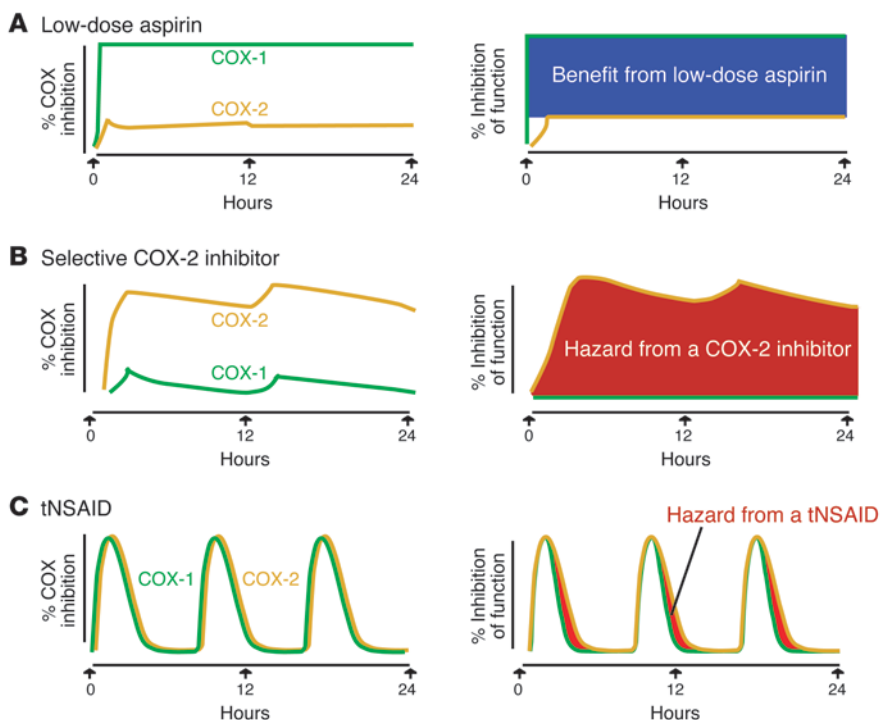 A Low-dose aspirin
% COX
inhibition
COX-1
COX-2
0 12 24
Hours
% Inhibition
of function
Benefit from low-dose aspirin
0 12 24
Hours
B Selective COX-2 inhibitor
% COX
inhibition
COX-2
COX-1
0 12 24
Hours
% Inhibition
of function
Hazard from a COX-2 inhibitor
0 12 24
Hours
C tNSAID
% COX
inhibition
COX-1 COX-2
0 12 24
Hours
Hazard from a tNSAID
% Inhibition
of function
0 12 24
Hours